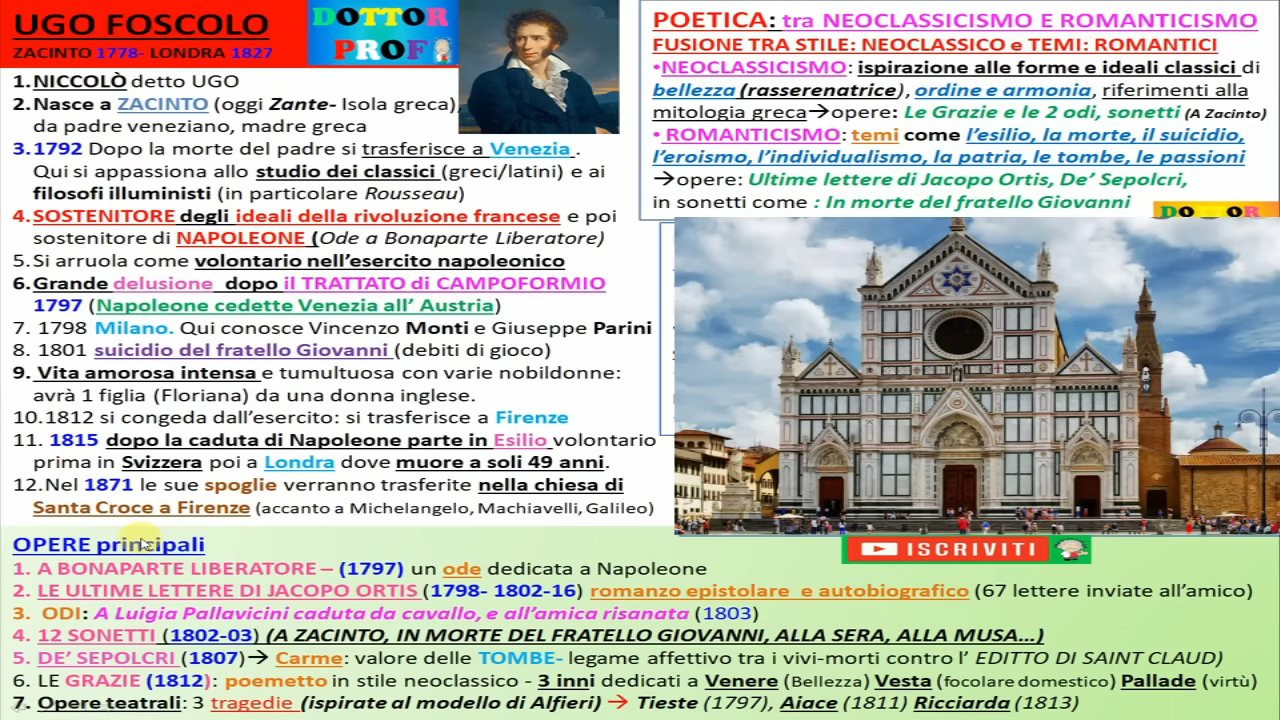 UGO FOSCOLO
ZACINTO 1778- LONDRA 1827
DOTTOR
PROF
1.NICCOLÒ detto UGO
2.Nasce a ZACINTO (oggi Zante- Isola greca),
da padre veneziano, madre greca
3.1792 Dopo la morte del padre si trasferisce a Venezia .
Qui si appassiona allo studio dei classici (greci/latini) e ai
filosofi illuministi (in particolare Rousseau)
4.SOSTENITORE degli ideali della rivoluzione francese e poi
sostenitore di NAPOLEONE (Ode a Bonaparte Liberatore)
5.Si arruola come volontario nell'esercito napoleonico
6.Grande delusione dopo il TRATTATO di CAMPOFORMIO
1797 (Napoleone cedette Venezia all' Austria)
7. 1798 Milano. Qui conosce Vincenzo Monti e Giuseppe Parini
8. 1801 suicidio del fratello Giovanni (debiti di gioco)
9. Vita amorosa intensa e tumultuosa con varie nobildonne:
avrà 1 figlia (Floriana) da una donna inglese.
10.1812 si congeda dall'esercito: si trasferisce a Firenze
11. 1815 dopo la caduta di Napoleone parte in Esilio volontario
prima in Svizzera poi a Londra dove muore a soli 49 anni.
12.Nel 1871 le sue spoglie verranno trasferite nella chiesa di
Santa Croce a Firenze (accanto a Michelangelo, Machiavelli, Galileo)
POETICA: tra NEOCLASSICISMO E ROMANTICISMO
FUSIONE TRA STILE: NEOCLASSICO e TEMI: ROMANTICI
•NEOCLASSICISMO: ispirazione alle forme e ideali classici di
bellezza (rasserenatrice), ordine e armonia, riferimenti alla
mitologia greca→opere: Le Grazie e le 2 odi, sonetti (A Zacinto)
• ROMANTICISMO: temi come l'esilio, la morte, il suicidio,
l'eroismo, l'individualismo, la patria, le tombe, le passioni
→opere: Ultime lettere di Jacopo Ortis, De' Sepolcri,
in sonetti come : In morte del fratello Giovanni
ISCRIVITI
OPERE principali
1. A BONAPARTE LIBERATORE – (1797) un ode dedicata a Napoleone
2. LE ULTIME LETTERE DI JACOPO ORTIS (1798- 1802-16) romanzo epistolare e autobiografico (67 lettere inviate all'amico)
3. ODI: A Luigia Pallavicini caduta da cavallo, e all'amica risanata (1803)
4. 12 SONETTI (1802-03) (A ZACINTO, IN MORTE DEL FRATELLO GIOVANNI, ALLA SERA, ALLA MUSA...)
5. DE' SEPOLCRI (1807)→ Carme: valore delle TOMBE- legame affettivo tra i vivi-morti contro l' EDITTO DI SAINT CLAUD)
6. LE GRAZIE (1812): poemetto in stile neoclassico - 3 inni dedicati a Venere (Bellezza) Vesta (focolare domestico) Pallade (virtù)
7. Opere teatrali: 3 tragedie (ispirate al modello di Alfieri) → Tieste (1797), Aiace (1811) Ricciarda (1813)